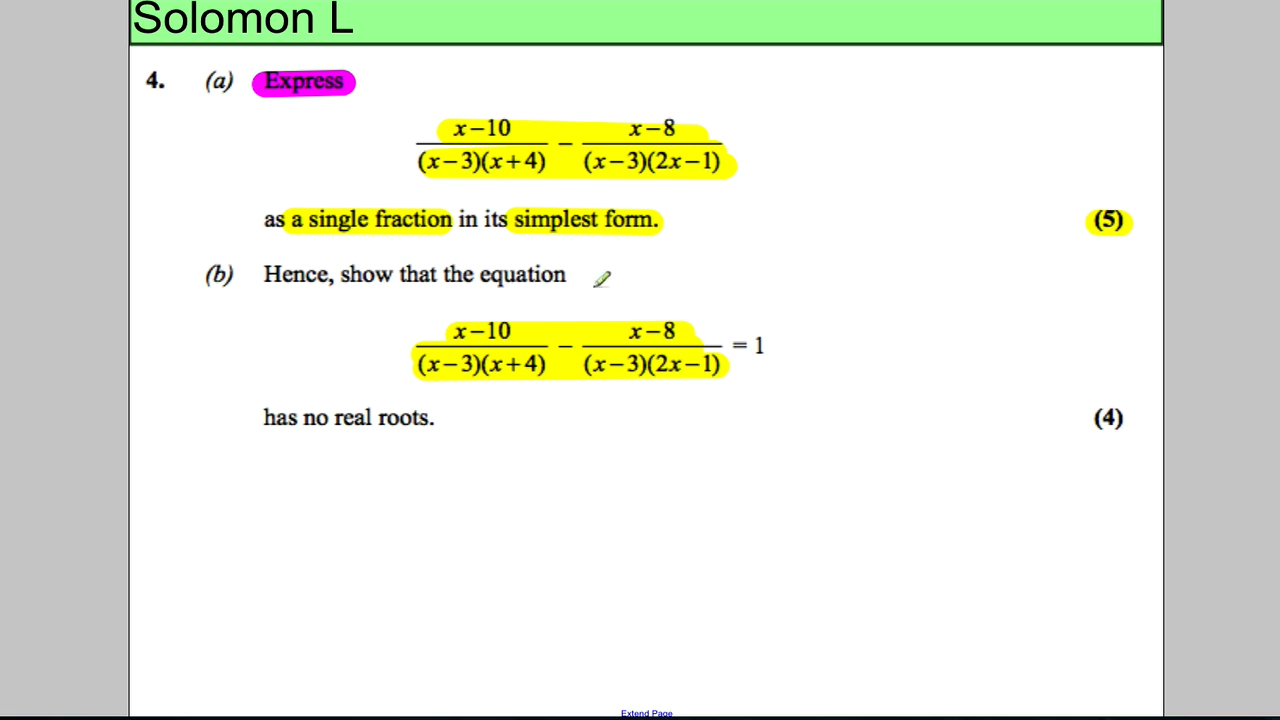 Solomon L
4. (a) Express
x−10 / (x−3)(x+4) − x−8 / (x−3)(2x−1)
as a single fraction in its simplest form. (5)
(b) Hence, show that the equation
x−10 / (x−3)(x+4) − x−8 / (x−3)(2x−1) = 1
has no real roots. (4)
Extend Page